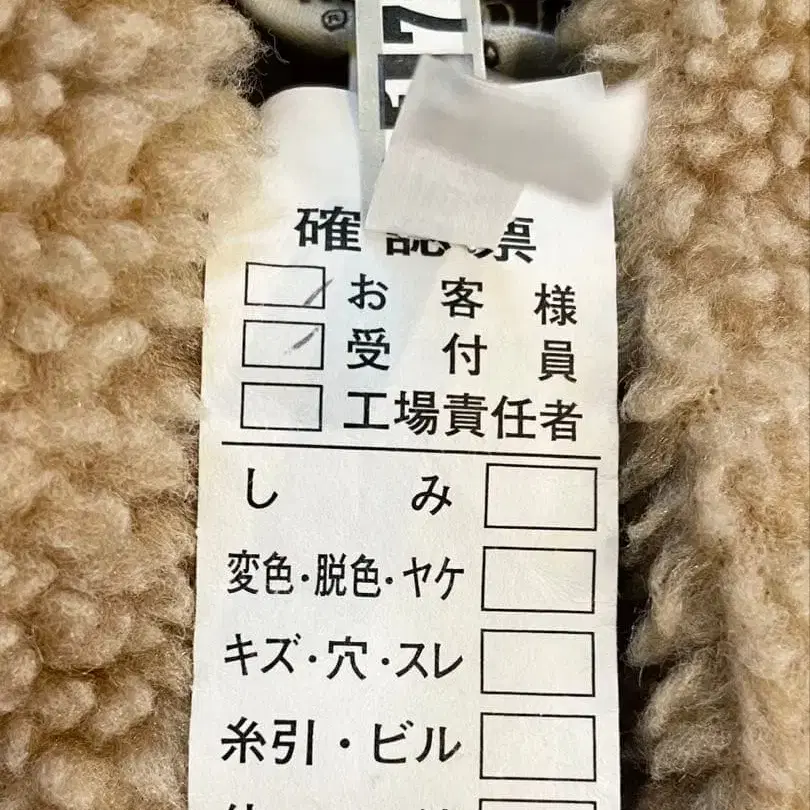 ®
17
確認票
お客様
受付員
工場責任者
しみ
変色・脱色・ヤケ
キズ・穴・スレ
糸引・ビル